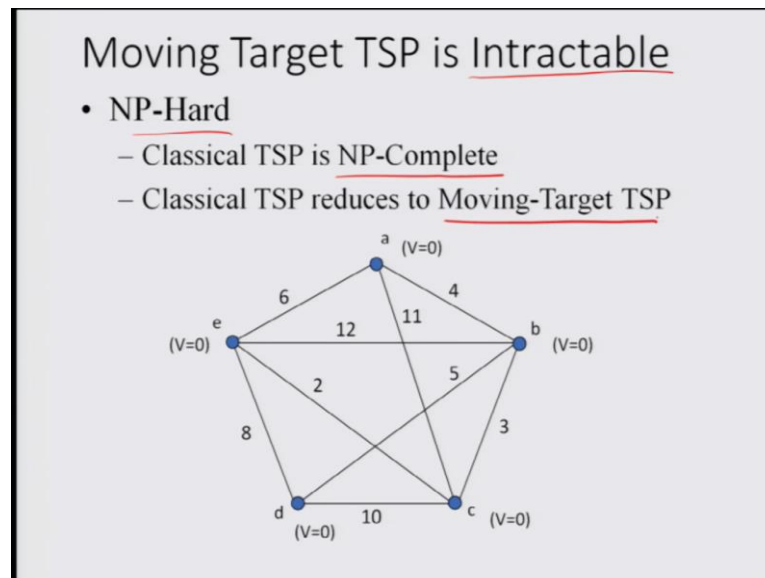 Moving Target TSP is Intractable
• NP-Hard
– Classical TSP is NP-Complete
– Classical TSP reduces to Moving-Target TSP
a (V=0)
6
4
e
12
11
b
(V=0)
(V=0)
2
5
8
3
d
10
c
(V=0)
(V=0)